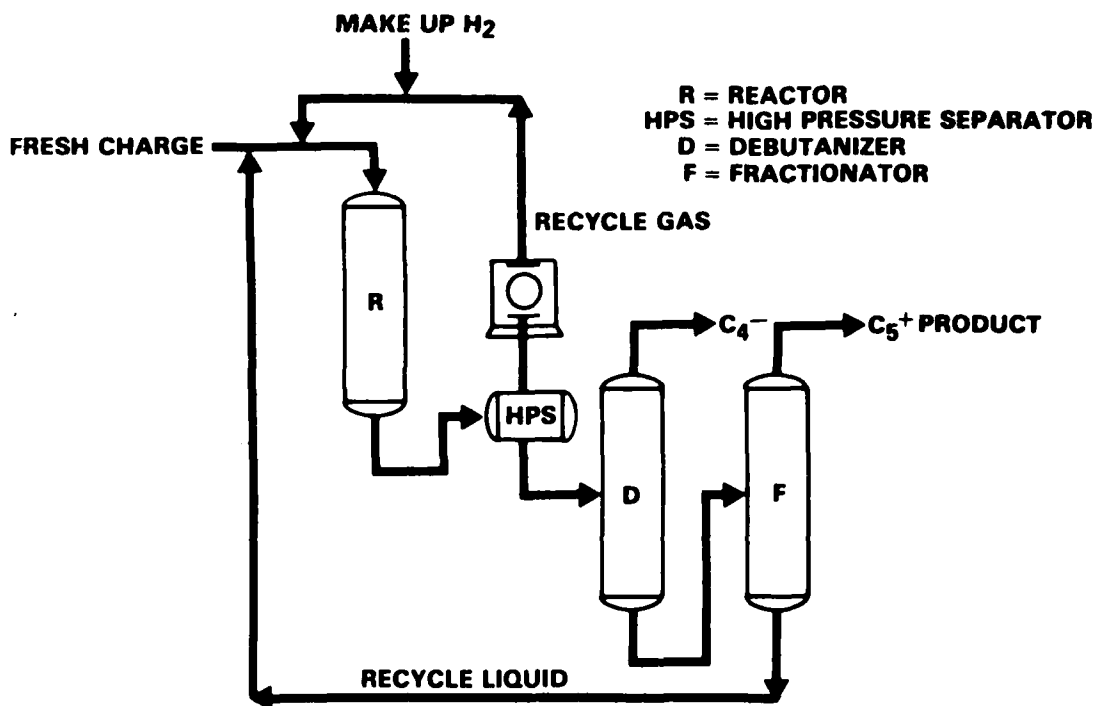 MAKE UP H2
R = REACTOR
HPS = HIGH PRESSURE SEPARATOR
D = DEBUTANIZER
F = FRACTIONATOR
FRESH CHARGE
RECYCLE GAS
R
C4− 
C5+ PRODUCT
HPS
D
F
RECYCLE LIQUID